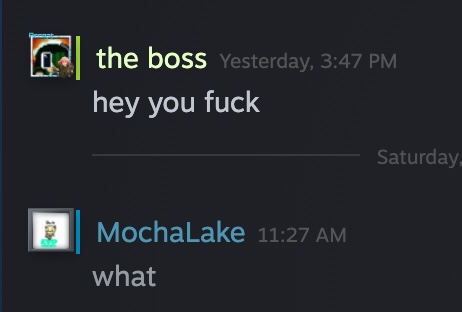 the boss Yesterday, 3:47 PM
hey you fuck
Saturday,
MochaLake 11:27 AM
what